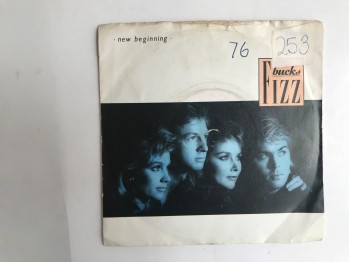 · new beginning ·
76
253
bucks
FIZZ